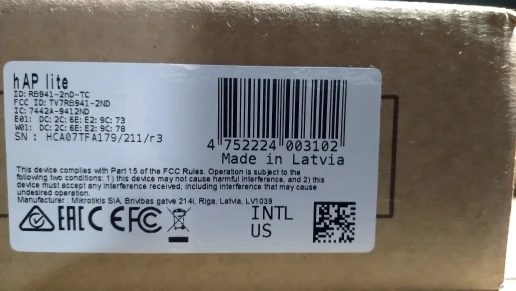 hAP lite
ID: RB941-2nD-TC
FCC ID: TV7RB941-2ND
IC: 7442A-9412ND
E01: DC: 2C: 6E: E2: 9C: 73
W01: DC: 2C: 6E: E2: 9C: 78
SN : HCA07TFA179/211/r3
4 752224 003102
Made in Latvia
This device complies with Part 15 of the FCC Rules. Operation is subject to the
following two conditions: 1) this device may not cause harmful interference, and 2) this
device must accept any interference received, including interference that may cause
undesired operation.
Manufacturer : Mikrotikls SIA, Brivibas gatve 214i, Riga, Latvia, LV1039
EAC CE FC
INTL
US